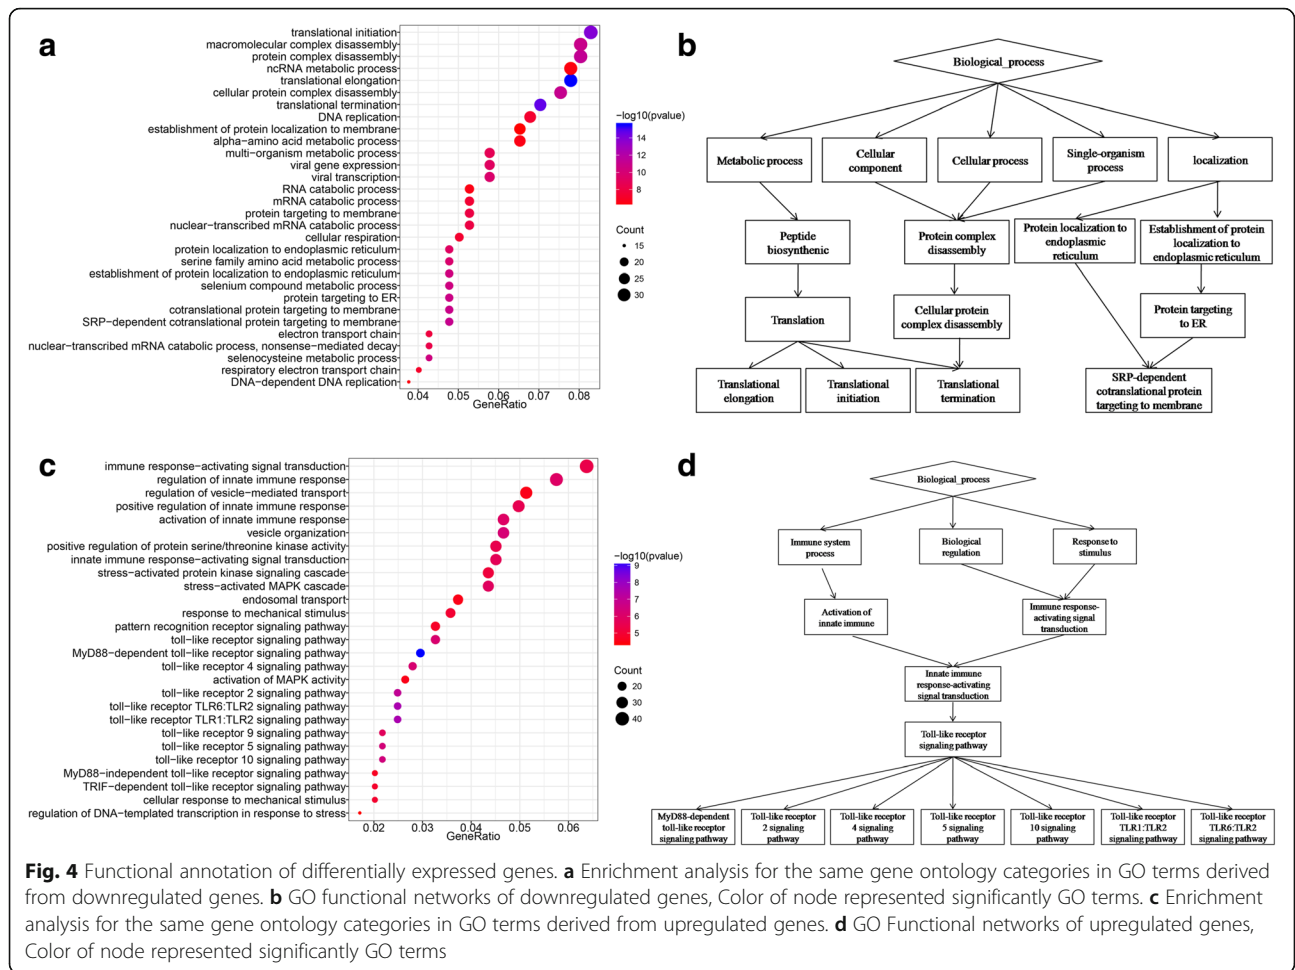 a
translational initiation
macromolecular complex disassembly
protein complex disassembly
ncRNA metabolic process
translational elongation
cellular protein complex disassembly
translational termination
DNA replication
establishment of protein localization to membrane
alpha−amino acid metabolic process
multi−organism metabolic process
viral gene expression
viral transcription
RNA catabolic process
mRNA catabolic process
protein targeting to membrane
nuclear−transcribed mRNA catabolic process
cellular respiration
protein localization to endoplasmic reticulum
serine family amino acid metabolic process
establishment of protein localization to endoplasmic reticulum
selenium compound metabolic process
protein targeting to ER
cotranslational protein targeting to membrane
SRP−dependent cotranslational protein targeting to membrane
electron transport chain
nuclear−transcribed mRNA catabolic process, nonsense−mediated decay
selenocysteine metabolic process
respiratory electron transport chain
DNA−dependent DNA replication
0.04 0.05 0.06 0.07 0.08
GeneRatio
−log10(pvalue)
14
12
10
8
Count
15
20
25
30
b
Biological_process
Metabolic process
Cellular
component
Cellular process
Single-organism
process
localization
Peptide
biosynthenic
Protein complex
disassembly
Protein localization to
endoplasmic
reticulum
Establishment of protein
localization to
endoplasmic reticulum
Translation
Cellular protein
complex disassembly
Protein targeting
to ER
Translational
elongation
Translational
initiation
Translational
termination
SRP-dependent
cotranslational protein
targeting to membrane
c
immune response−activating signal transduction
regulation of innate immune response
regulation of vesicle−mediated transport
positive regulation of innate immune response
activation of innate immune response
vesicle organization
positive regulation of protein serine/threonine kinase activity
innate immune response−activating signal transduction
stress−activated protein kinase signaling cascade
stress−activated MAPK cascade
endosomal transport
response to mechanical stimulus
pattern recognition receptor signaling pathway
toll−like receptor signaling pathway
MyD88−dependent toll−like receptor signaling pathway
toll−like receptor 4 signaling pathway
activation of MAPK activity
toll−like receptor 2 signaling pathway
toll−like receptor TLR6:TLR2 signaling pathway
toll−like receptor TLR1:TLR2 signaling pathway
toll−like receptor 9 signaling pathway
toll−like receptor 5 signaling pathway
toll−like receptor 10 signaling pathway
MyD88−independent toll−like receptor signaling pathway
TRIF−dependent toll−like receptor signaling pathway
cellular response to mechanical stimulus
regulation of DNA−templated transcription in response to stress
0.02 0.03 0.04 0.05 0.06
GeneRatio
−log10(pvalue)
9
8
7
6
5
Count
20
30
40
d
Biological_process
Immune system
process
Biological
regulation
Response to
stimulus
Activation of
innate immune
Immune response-
activating signal
transduction
Innate immune
response-activating
signal transduction
Toll-like receptor
signaling pathway
MyD88-dependent
toll-like receptor
signaling pathway
Toll-like receptor
2 signaling
pathway
Toll-like receptor
4 signaling
pathway
Toll-like receptor
5 signaling
pathway
Toll-like receptor
10 signaling
pathway
Toll-like receptor
TLR1:TLR2
signaling pathway
Toll-like receptor
TLR6:TLR2
signaling pathway
Fig. 4 Functional annotation of differentially expressed genes. a Enrichment analysis for the same gene ontology categories in GO terms derived
from downregulated genes. b GO functional networks of downregulated genes, Color of node represented significantly GO terms. c Enrichment
analysis for the same gene ontology categories in GO terms derived from upregulated genes. d GO Functional networks of upregulated genes,
Color of node represented significantly GO terms